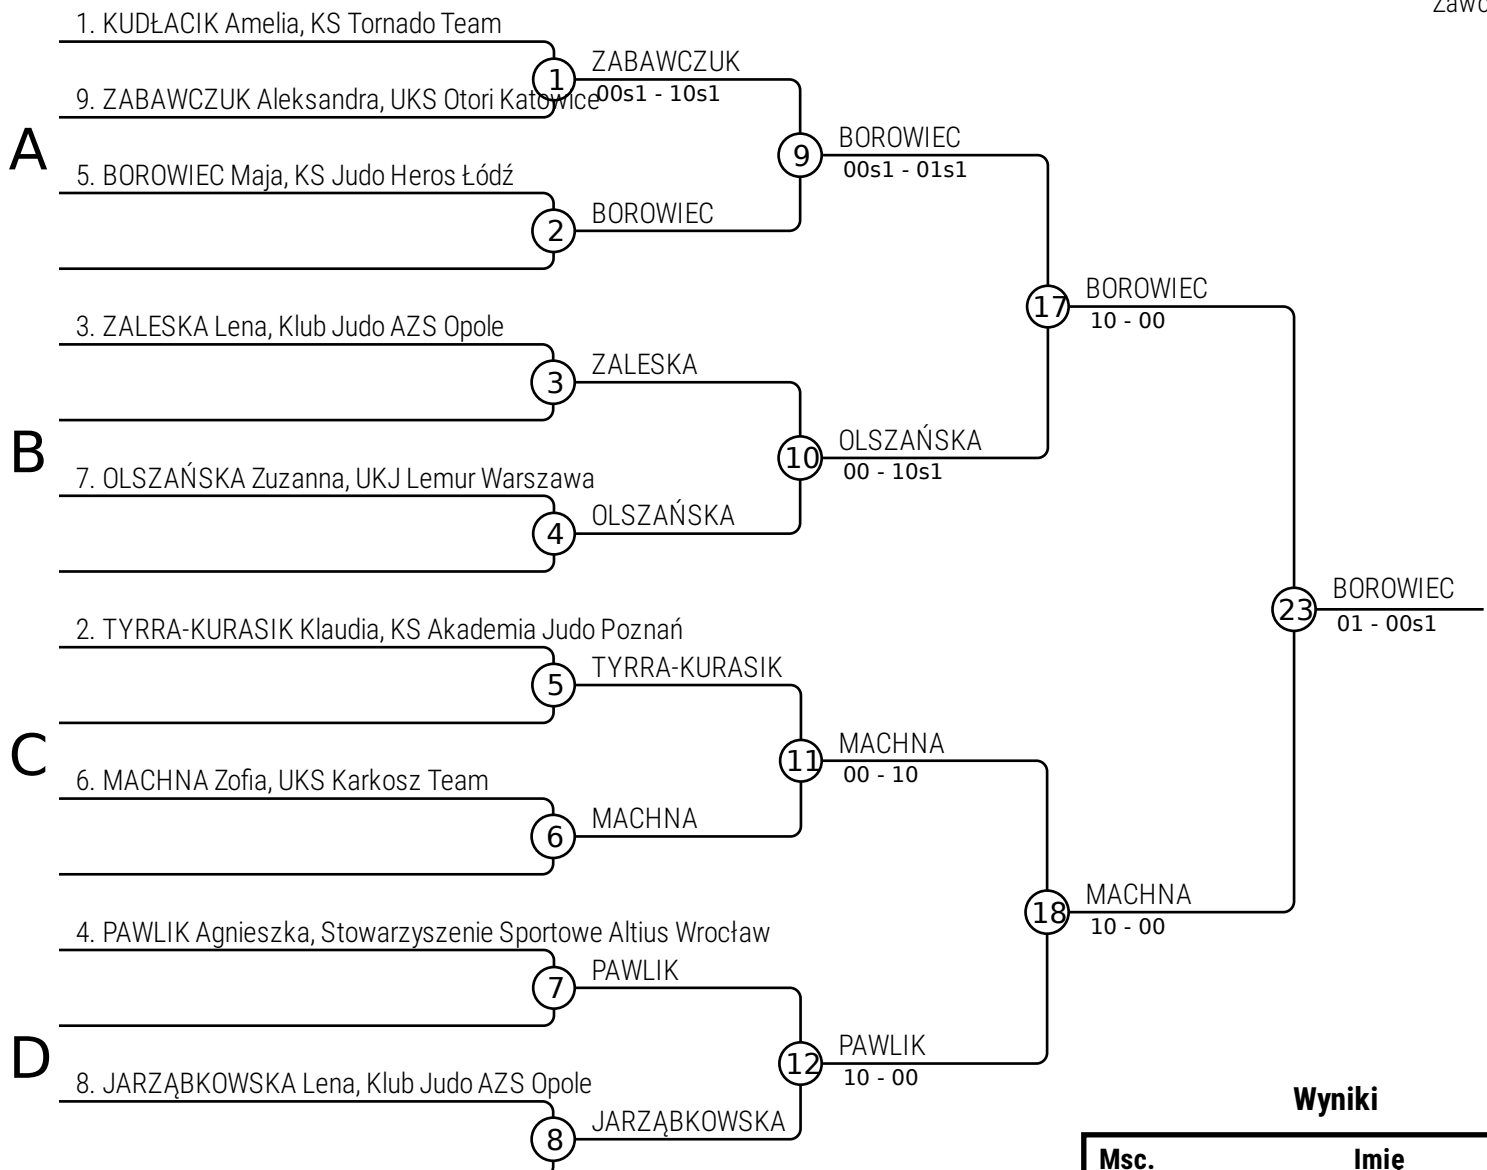 Zawo
1. KUDŁACIK Amelia, KS Tornado Team
1
ZABAWCZUK
00s1 - 10s1
9. ZABAWCZUK Aleksandra, UKS Otori Katowice
A
9
BOROWIEC
00s1 - 01s1
5. BOROWIEC Maja, KS Judo Heros Łódź
2
BOROWIEC
17
BOROWIEC
10 - 00
3. ZALESKA Lena, Klub Judo AZS Opole
3
ZALESKA
B
10
OLSZAŃSKA
00 - 10s1
7. OLSZAŃSKA Zuzanna, UKJ Lemur Warszawa
4
OLSZAŃSKA
23
BOROWIEC
01 - 00s1
2. TYRRA-KURASIK Klaudia, KS Akademia Judo Poznań
5
TYRRA-KURASIK
C
11
MACHNA
00 - 10
6. MACHNA Zofia, UKS Karkosz Team
6
MACHNA
18
MACHNA
10 - 00
4. PAWLIK Agnieszka, Stowarzyszenie Sportowe Altius Wrocław
7
PAWLIK
D
12
PAWLIK
10 - 00
8. JARZĄBKOWSKA Lena, Klub Judo AZS Opole
8
JARZĄBKOWSKA
Wyniki
Msc. Imię